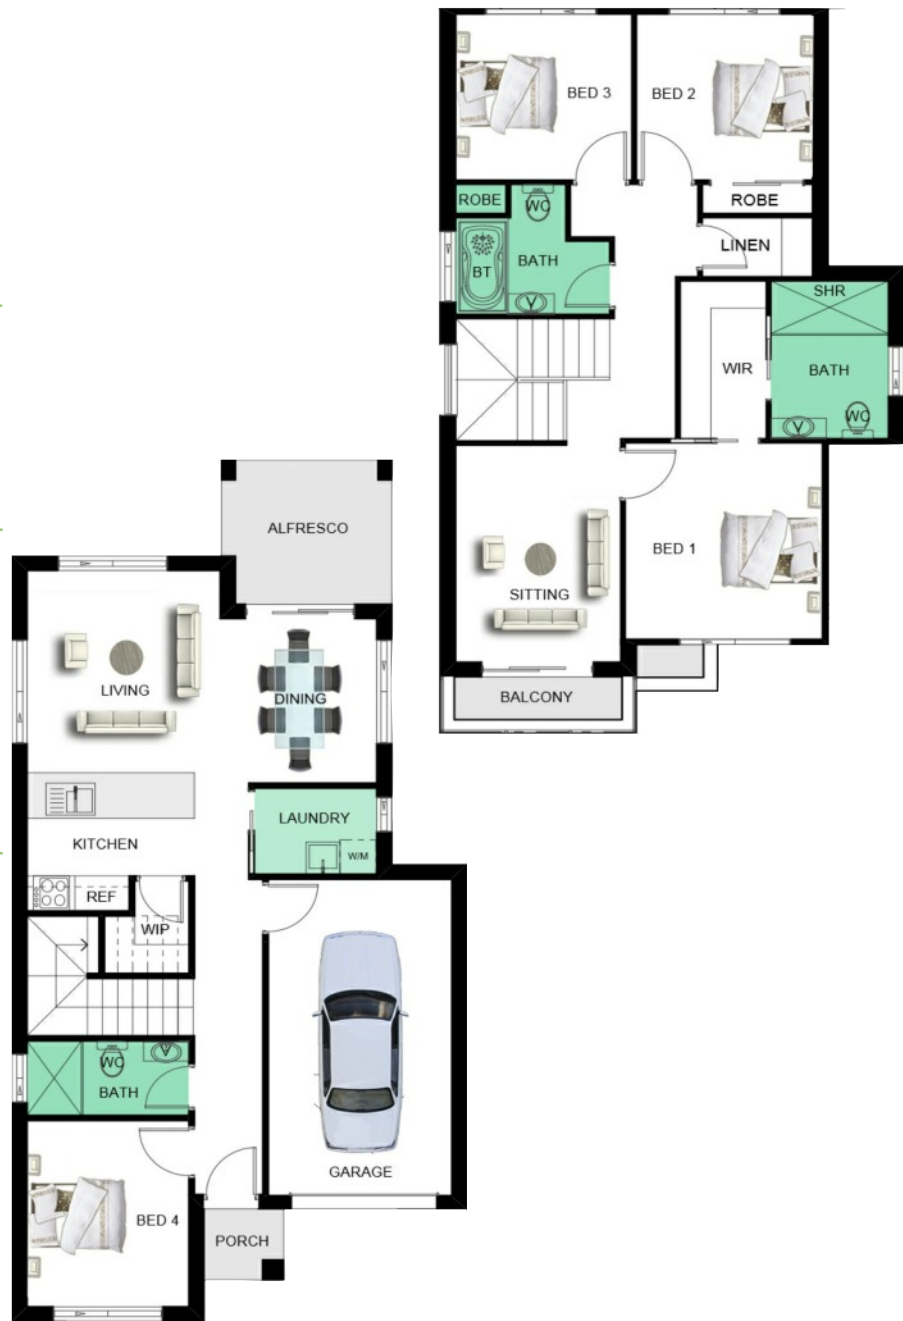 BED 3
BED 2
ROBE
WC
ROBE
BATH
LINEN
BT
SHR
WIR
BATH
WC
BED 1
SITTING
BALCONY
ALFRESCO
LIVING
DINING
LAUNDRY
KITCHEN
W/M
REF
WIP
WC
BATH
GARAGE
BED 4
PORCH